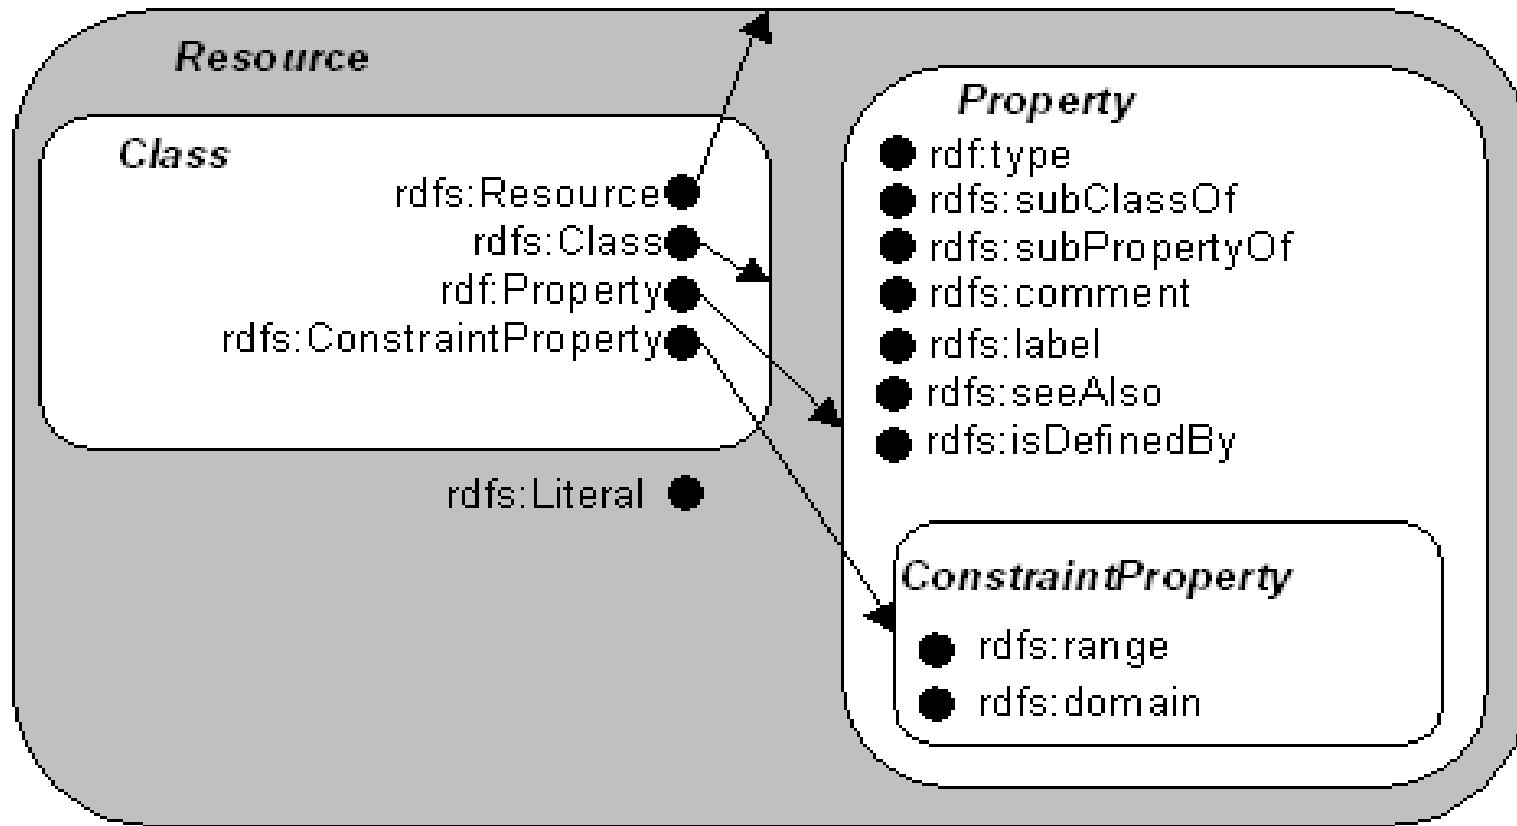 Resource
Class
rdfs:Resource
rdfs:Class
rdf:Property
rdfs:ConstraintProperty
rdfs:Literal
Property
rdf:type
rdfs:subClassOf
rdfs:subPropertyOf
rdfs:comment
rdfs:label
rdfs:seeAlso
rdfs:isDefinedBy
ConstraintProperty
rdfs:range
rdfs:domain